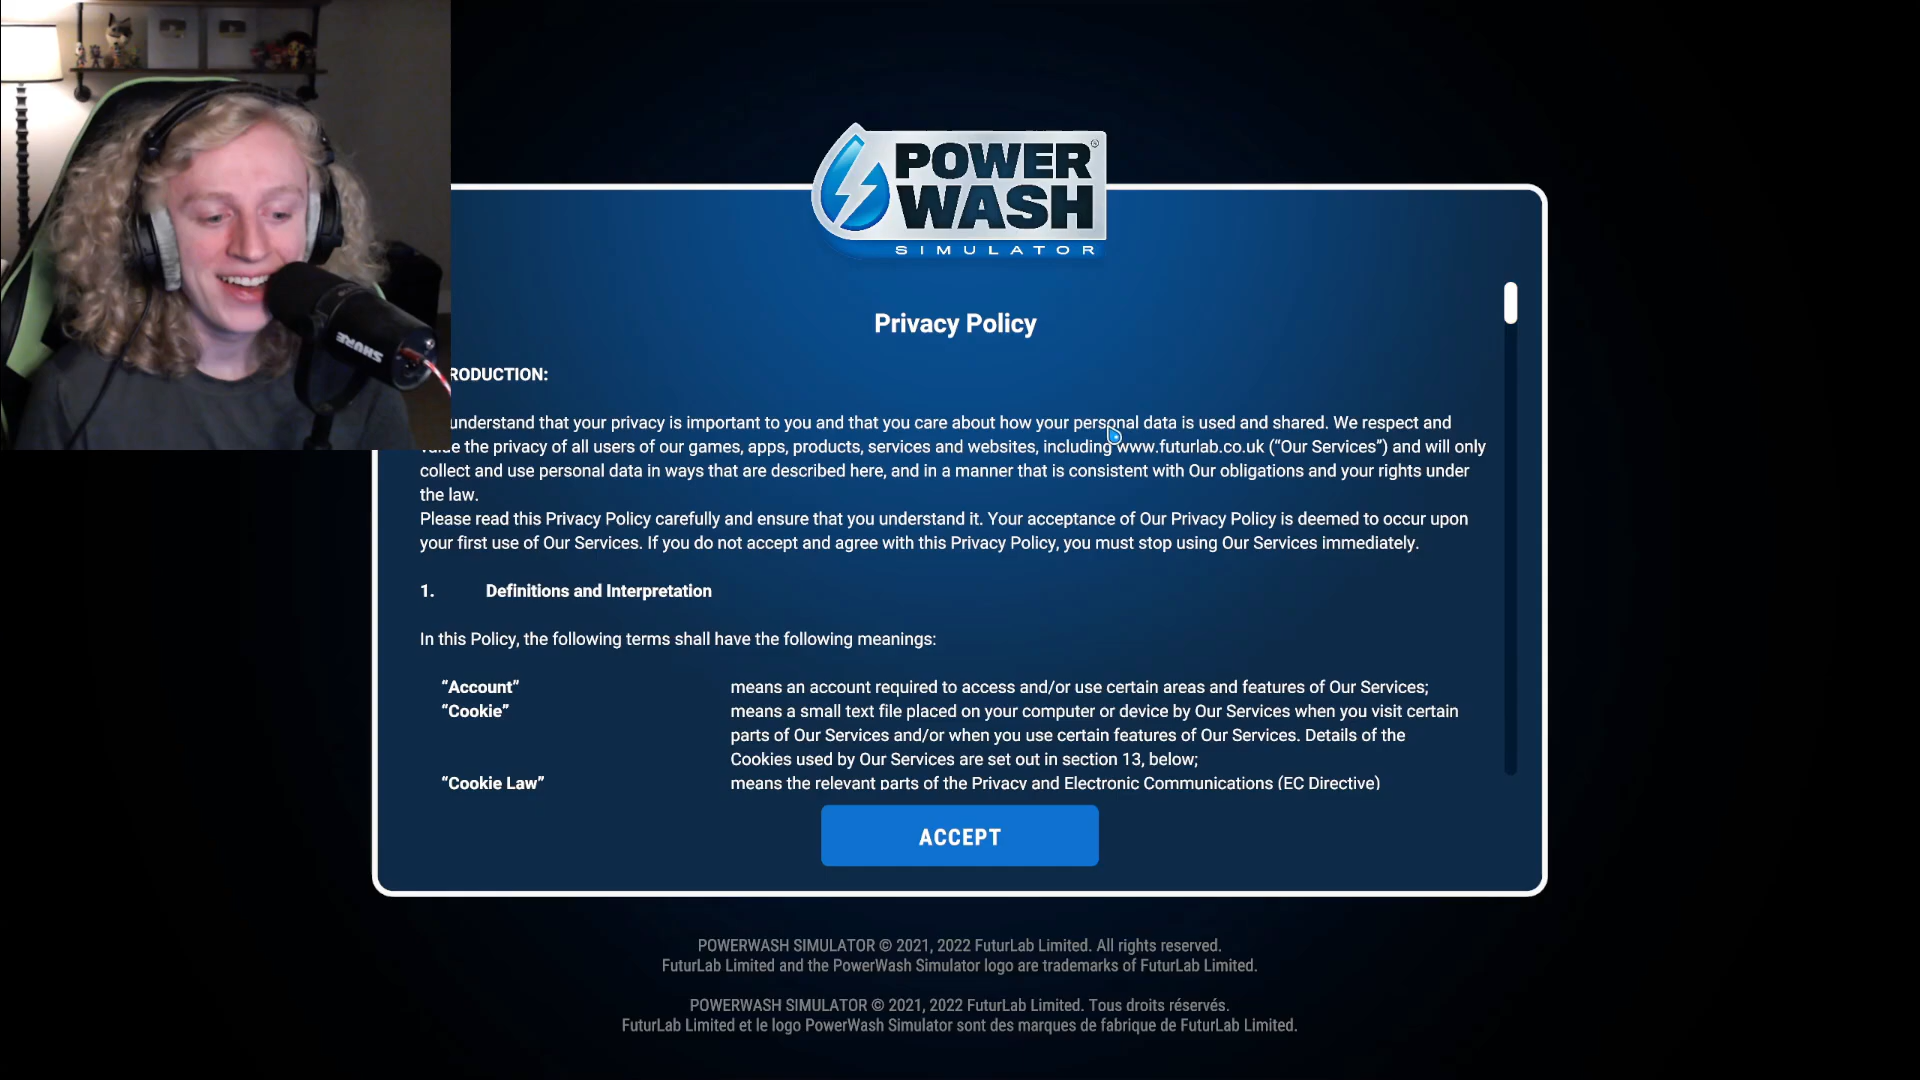 POWER
WASH
SIMULATOR
Privacy Policy
RODUCTION:
understand that your privacy is important to you and that you care about how your personal data is used and shared. We respect and
the privacy of all users of our games, apps, products, services and websites, including www.futurlab.co.uk (“Our Services”) and will only
collect and use personal data in ways that are described here, and in a manner that is consistent with Our obligations and your rights under
the law.
Please read this Privacy Policy carefully and ensure that you understand it. Your acceptance of Our Privacy Policy is deemed to occur upon
your first use of Our Services. If you do not accept and agree with this Privacy Policy, you must stop using Our Services immediately.
1. Definitions and Interpretation
In this Policy, the following terms shall have the following meanings:
“Account” means an account required to access and/or use certain areas and features of Our Services;
“Cookie” means a small text file placed on your computer or device by Our Services when you visit certain
parts of Our Services and/or when you use certain features of Our Services. Details of the
Cookies used by Our Services are set out in section 13, below;
“Cookie Law” means the relevant parts of the Privacy and Electronic Communications (EC Directive)
ACCEPT
POWERWASH SIMULATOR © 2021, 2022 FuturLab Limited. All rights reserved.
FuturLab Limited and the PowerWash Simulator logo are trademarks of FuturLab Limited.
POWERWASH SIMULATOR © 2021, 2022 FuturLab Limited. Tous droits réservés.
FuturLab Limited et le logo PowerWash Simulator sont des marques de fabrique de FuturLab Limited.
SHURE